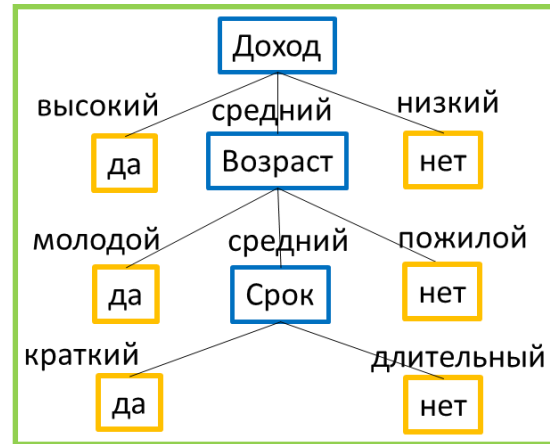 Доход
высокий средний низкий
да Возраст нет
молодой средний пожилой
да Срок нет
краткий длительный
да нет